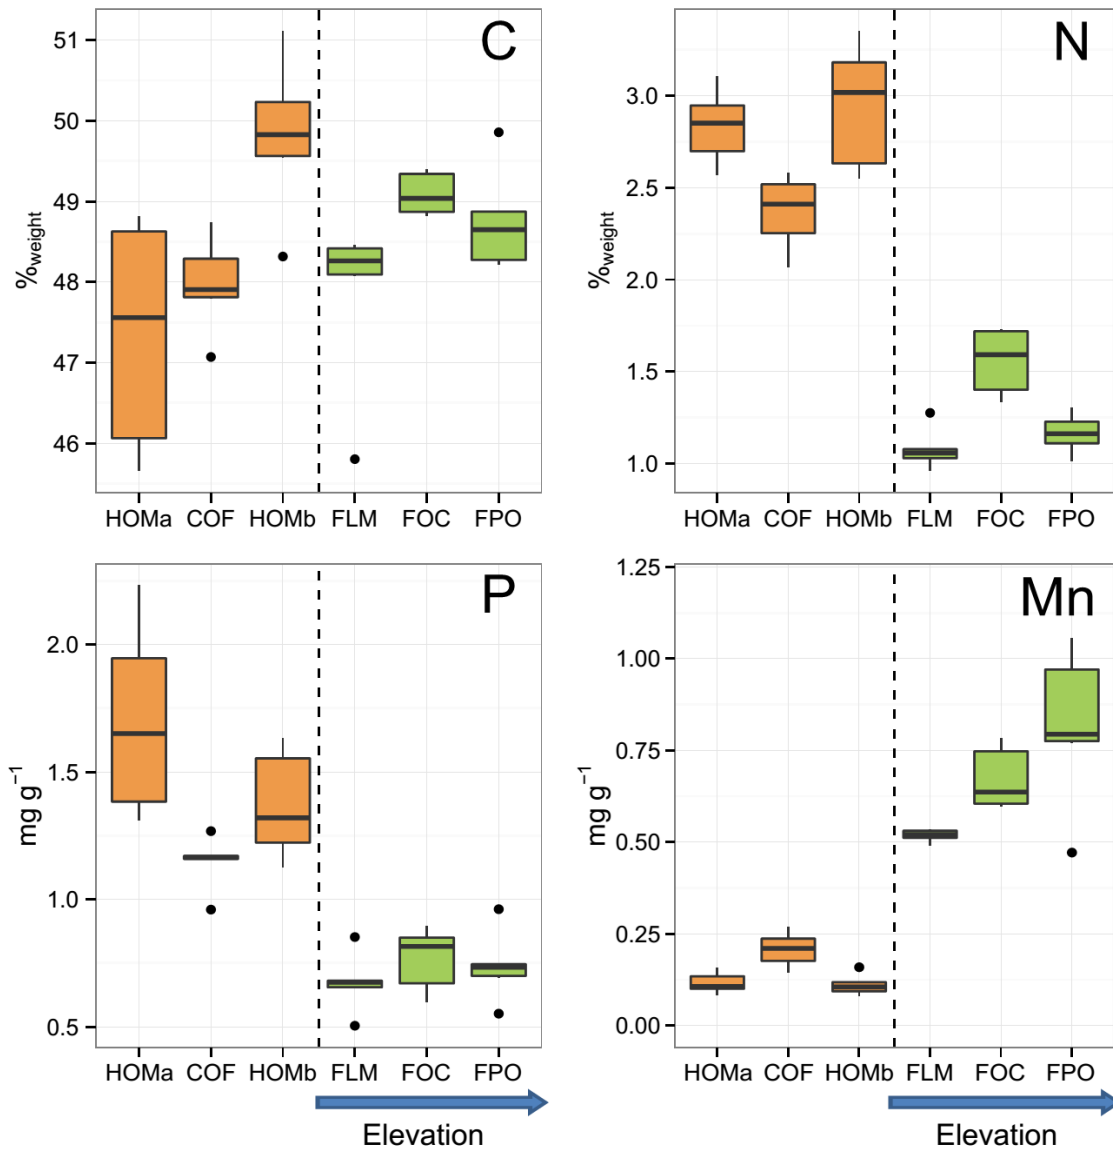 C
51
50
49
48
47
46
%weight
HOMa COF HOMb FLM FOC FPO
N
3.0
2.5
2.0
1.5
1.0
%weight
HOMa COF HOMb FLM FOC FPO
P
2.0
1.5
1.0
0.5
mg g⁻¹
HOMa COF HOMb FLM FOC FPO
Elevation
Mn
1.25
1.00
0.75
0.50
0.25
0.00
mg g⁻¹
HOMa COF HOMb FLM FOC FPO
Elevation